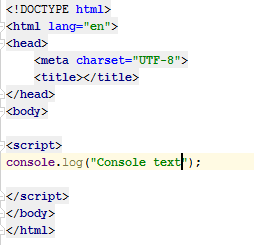 <!DOCTYPE html>
<html lang="en">
<head>
    <meta charset="UTF-8">
    <title></title>
</head>
<body>

<script>
console.log("Console text");

</script>
</body>
</html>